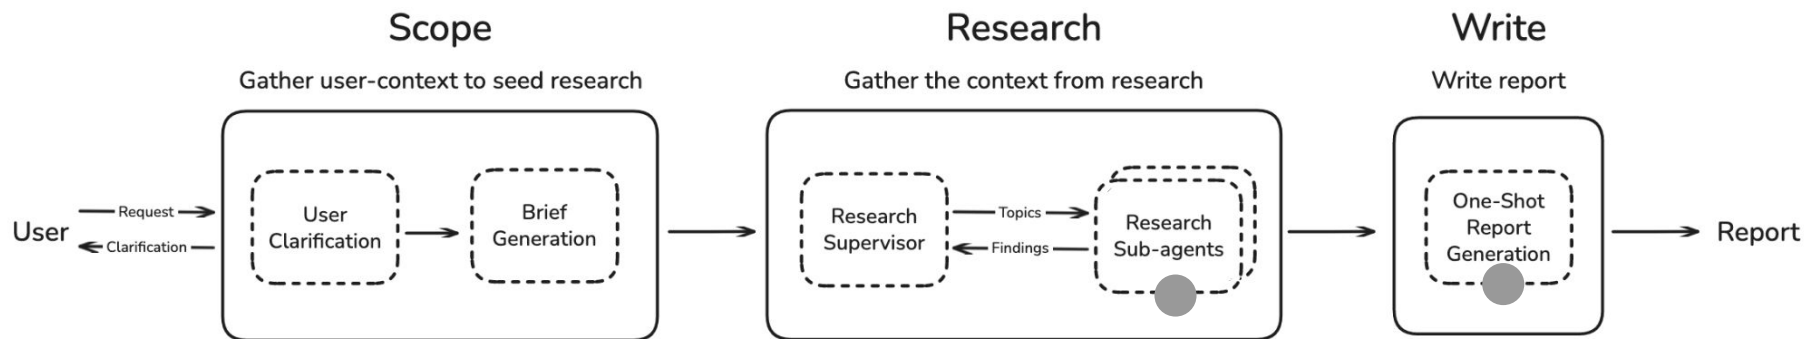 Scope
Gather user-context to seed research
Research
Gather the context from research
Write
Write report
User
Request
Clarification
User
Clarification
Brief
Generation
Research
Supervisor
Topics
Findings
Research
Sub-agents
One-Shot
Report
Generation
Report